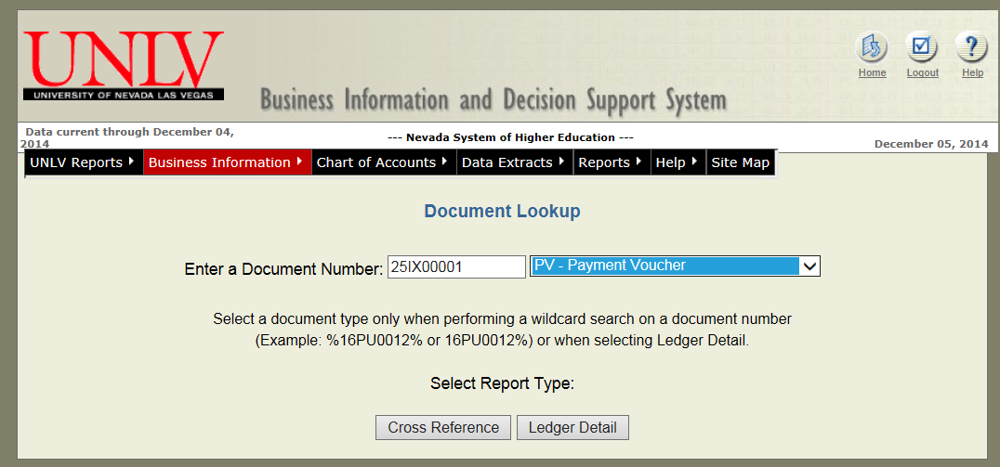 UNLV
UNIVERSITY OF NEVADA LAS VEGAS
Business Information and Decision Support System
Home Logout Help
Data current through December 04,
2014
--- Nevada System of Higher Education ---
December 05, 2014
UNLV Reports Business Information Chart of Accounts Data Extracts Reports Help Site Map
Document Lookup
Enter a Document Number: 25IX00001 PV - Payment Voucher
Select a document type only when performing a wildcard search on a document number
(Example: %16PU0012% or 16PU0012%) or when selecting Ledger Detail.
Select Report Type:
Cross Reference Ledger Detail